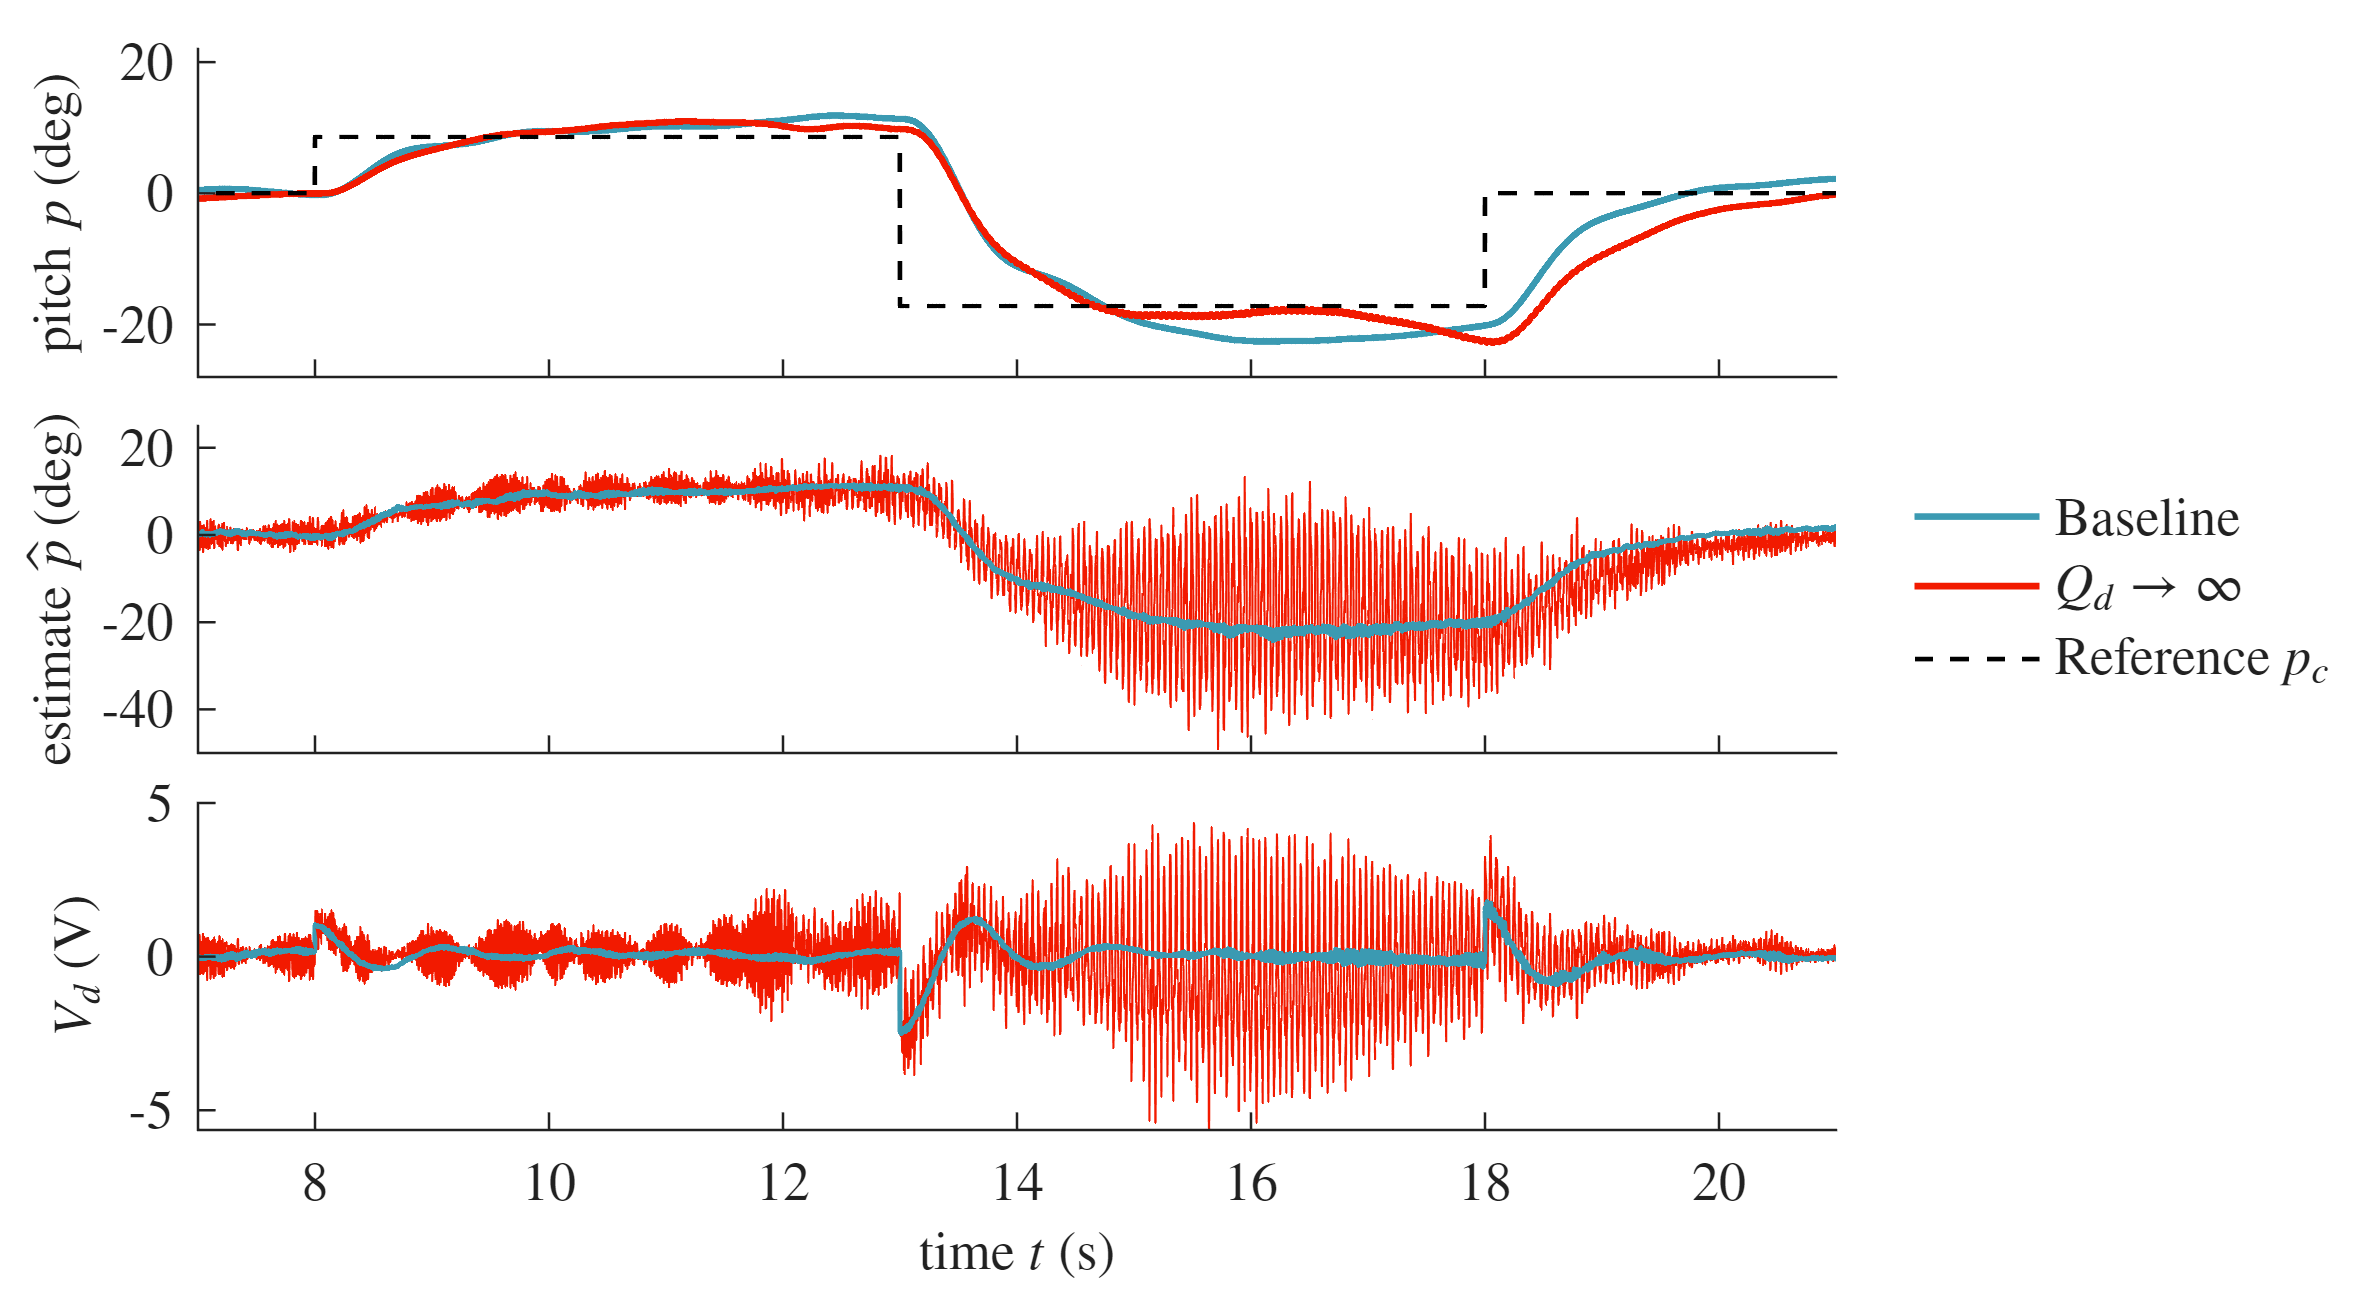 20
0
-20
pitch p (deg)
20
0
-20
-40
estimate p̂ (deg)
5
0
-5
V_d (V)
8 10 12 14 16 18 20
time t (s)
Baseline
Q_d → ∞
Reference p_c